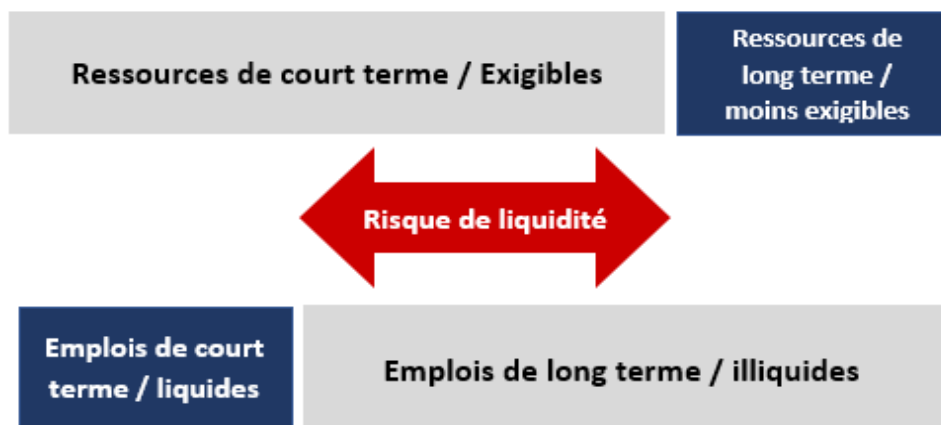 Ressources de court terme / Exigibles
Ressources de
long terme /
moins exigibles
Risque de liquidité
Emplois de court
terme / liquides
Emplois de long terme / illiquides